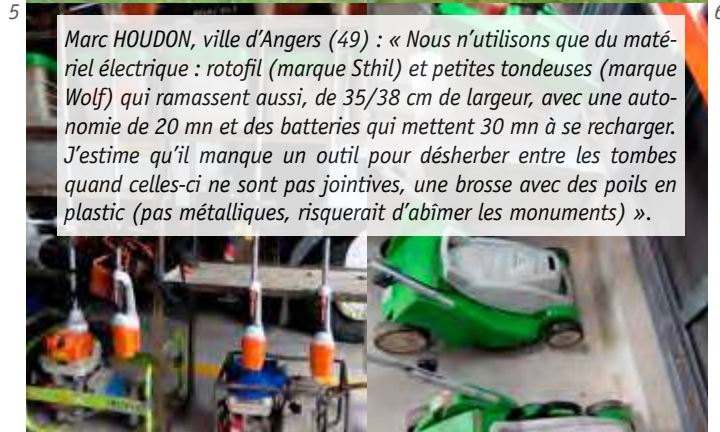 5
6
Marc HOUDON, ville d'Angers (49) : « Nous n'utilisons que du maté-
riel électrique : rotofil (marque Sthil) et petites tondeuses (marque
Wolf) qui ramassent aussi, de 35/38 cm de largeur, avec une auto-
nomie de 20 mn et des batteries qui mettent 30 mn à se recharger.
J'estime qu'il manque un outil pour désherber entre les tombes
quand celles-ci ne sont pas jointives, une brosse avec des poils en
plastic (pas métalliques, risquerait d'abîmer les monuments) ».